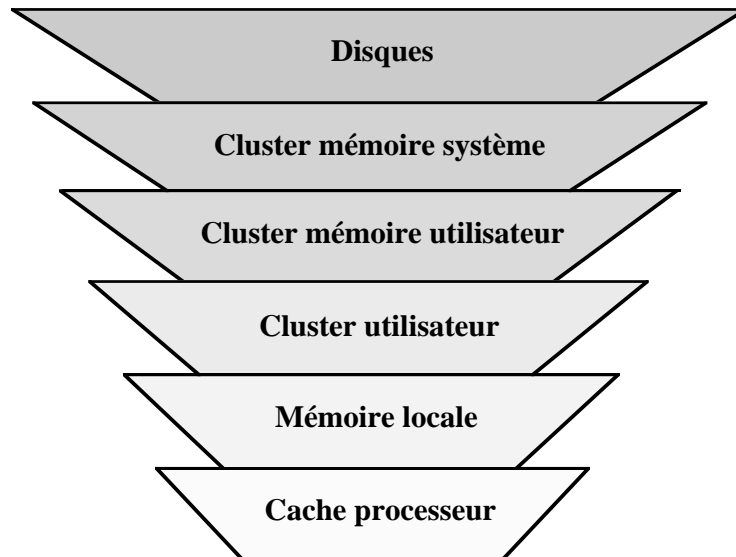 Disques
Cluster mémoire système
Cluster mémoire utilisateur
Cluster utilisateur
Mémoire locale
Cache processeur